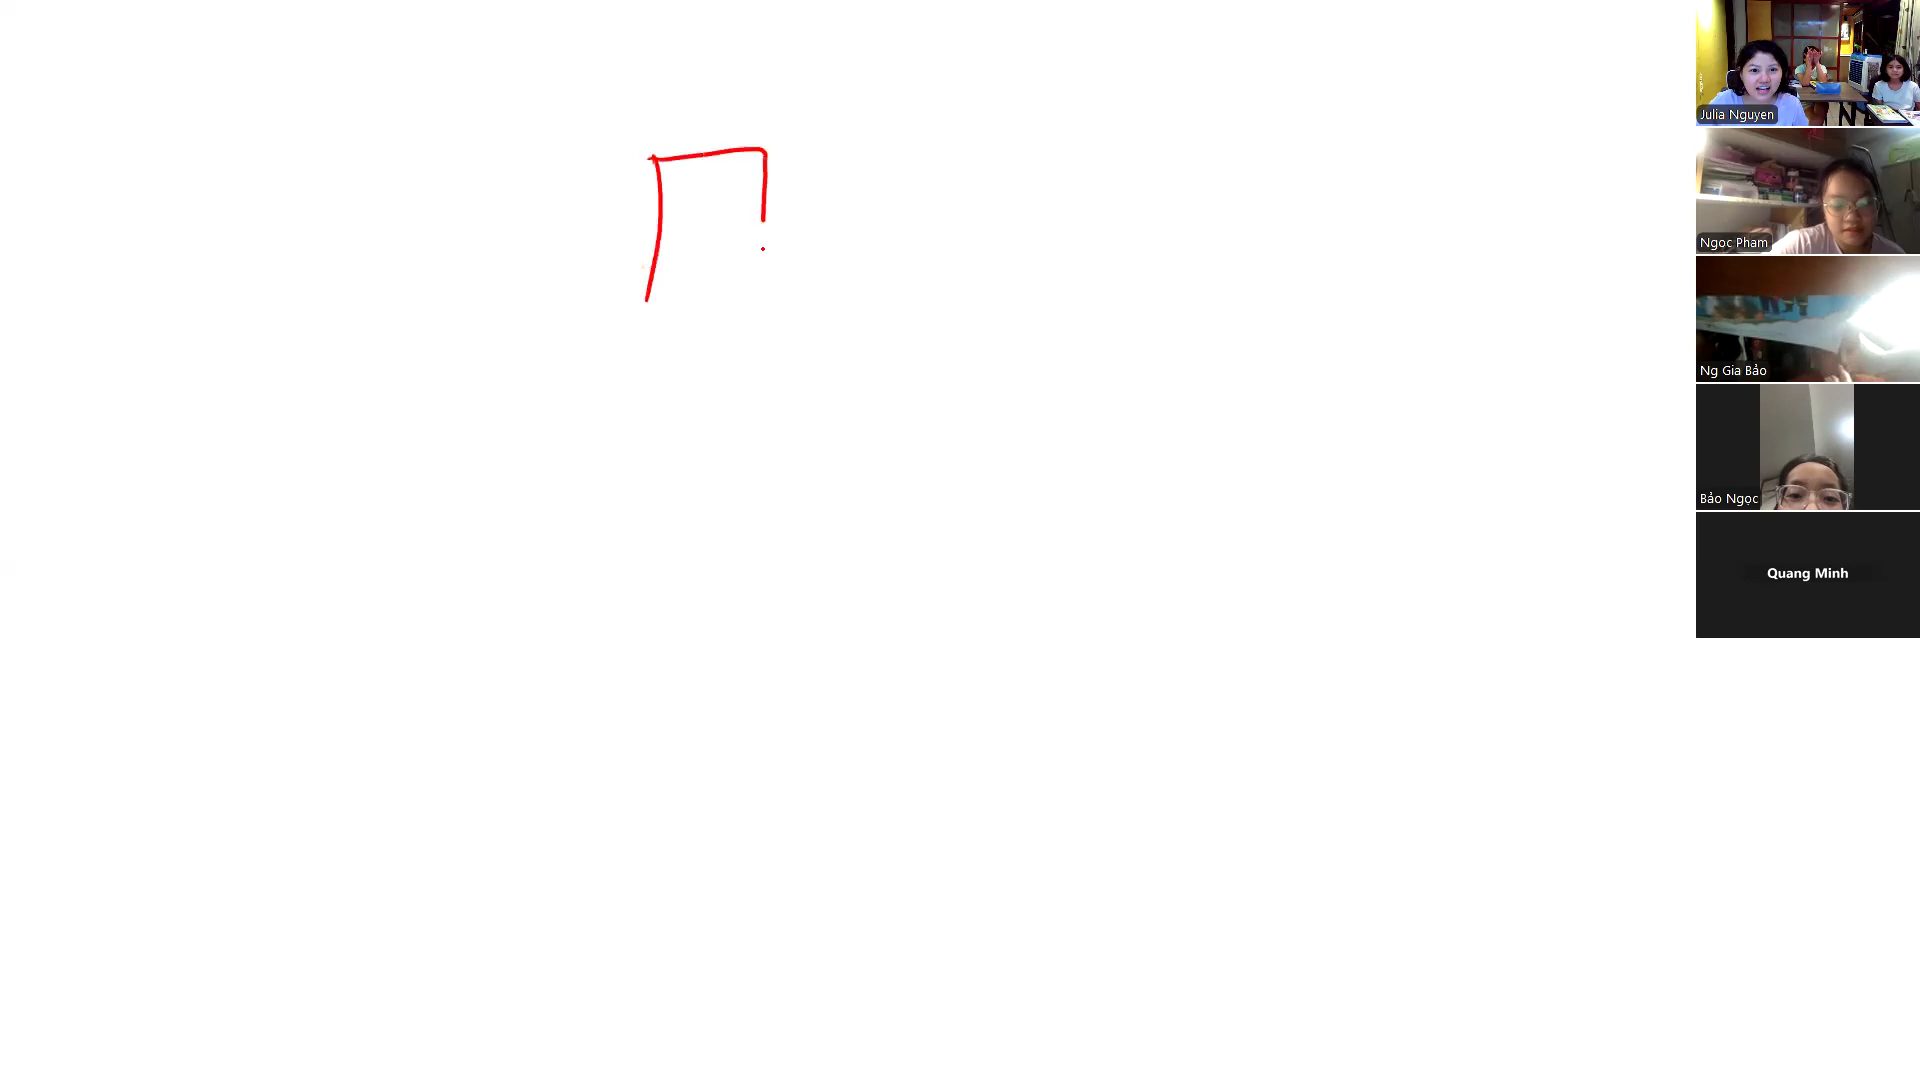 Julia Nguyen
Ngoc Pham
Ng Gia Bảo
Bảo Ngọc
Quang Minh